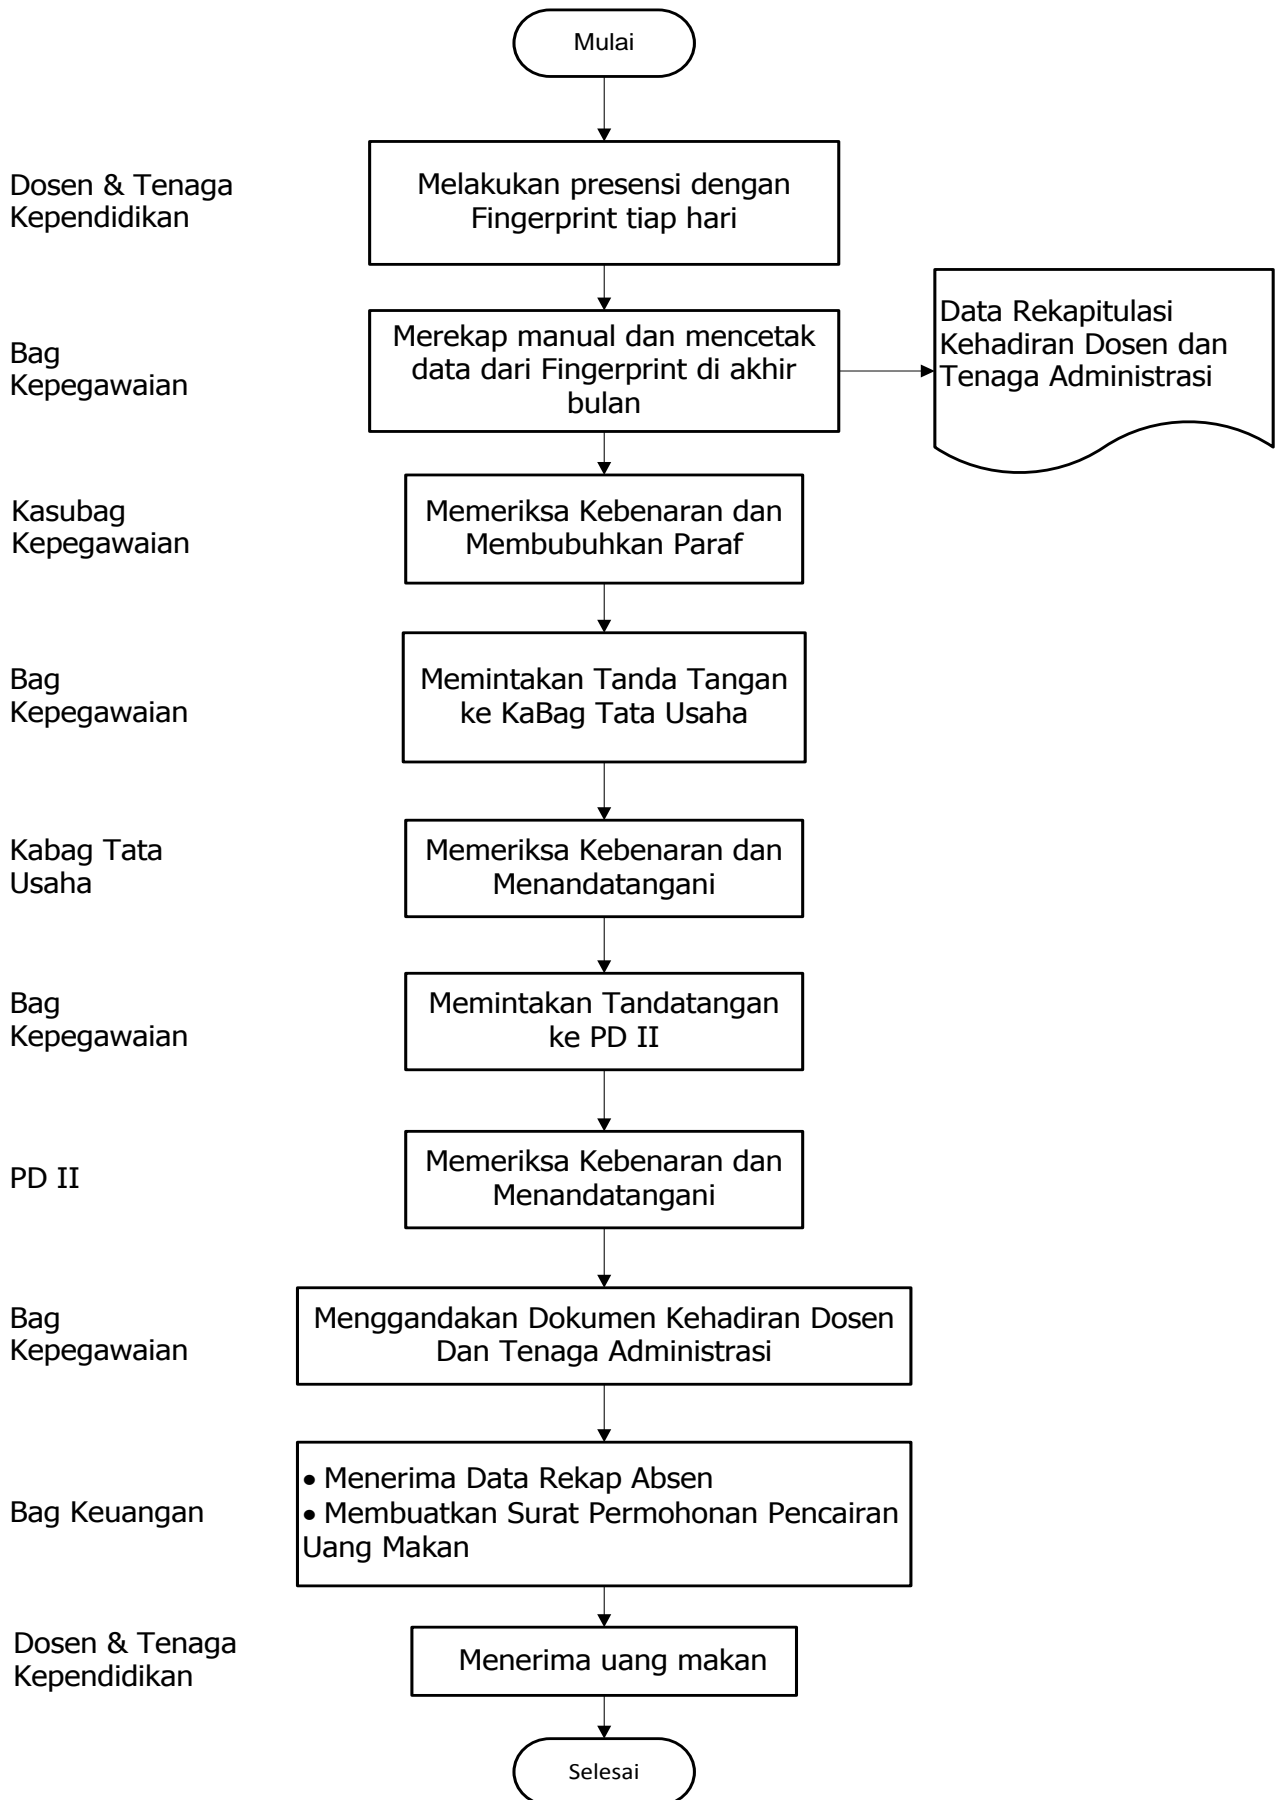 Mulai
Dosen & Tenaga
Kependidikan
Melakukan presensi dengan
Fingerprint tiap hari
Bag
Kepegawaian
Merekap manual dan mencetak
data dari Fingerprint di akhir
bulan
Data Rekapitulasi
Kehadiran Dosen dan
Tenaga Administrasi
Kasubag
Kepegawaian
Memeriksa Kebenaran dan
Membubuhkan Paraf
Bag
Kepegawaian
Memintakan Tanda Tangan
ke KaBag Tata Usaha
Kabag Tata
Usaha
Memeriksa Kebenaran dan
Menandatangani
Bag
Kepegawaian
Memintakan Tandatangan
ke PD II
PD II
Memeriksa Kebenaran dan
Menandatangani
Bag
Kepegawaian
Menggandakan Dokumen Kehadiran Dosen
Dan Tenaga Administrasi
Bag Keuangan
• Menerima Data Rekap Absen
• Membuatkan Surat Permohonan Pencairan
Uang Makan
Dosen & Tenaga
Kependidikan
Menerima uang makan
Selesai